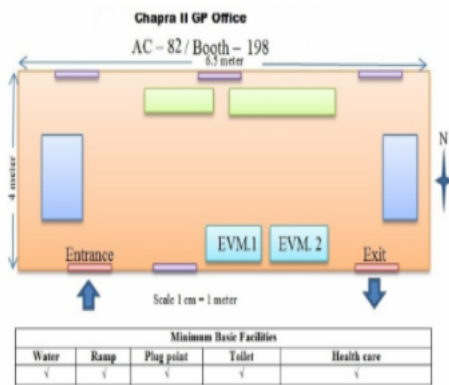 Chapra II GP Office
AC – 82/ Booth – 198
6.5 meter
4 meter
N
EVM.1 EVM. 2
Entrance Exit
Scale 1 cm = 1 meter
Minimum Basic Facilities
Water Ramp Plug point Toilet Health care
√ √ √ √ √